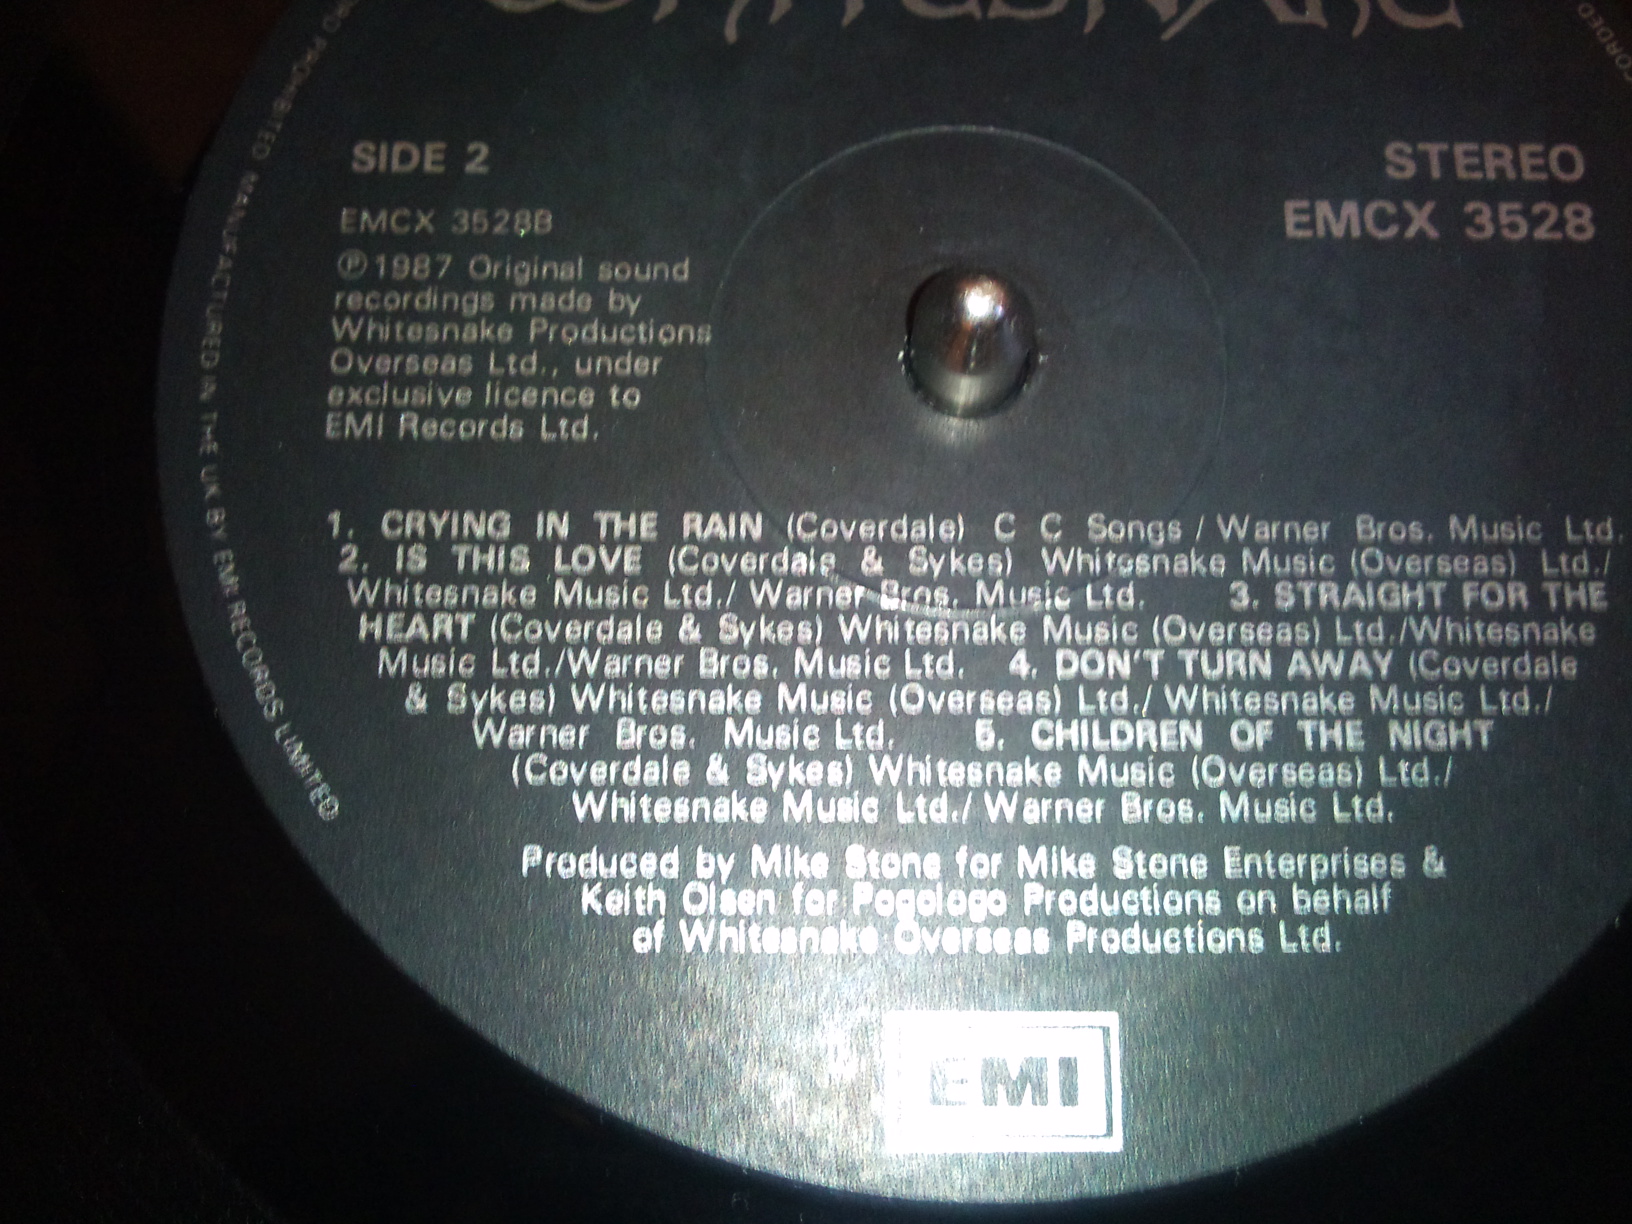 WHITESNAKE
SIDE 2
STEREO
EMCX 3528B
EMCX 3528
Ⓟ1987 Original sound
recordings made by
Whitesnake Productions
Overseas Ltd., under
exclusive licence to
EMI Records Ltd.
1. CRYING IN THE RAIN (Coverdale) C C Songs / Warner Bros. Music Ltd.
2. IS THIS LOVE (Coverdale & Sykes) Whitesnake Music (Overseas) Ltd./
Whitesnake Music Ltd./ Warner Bros. Music Ltd. 3. STRAIGHT FOR THE
HEART (Coverdale & Sykes) Whitesnake Music (Overseas) Ltd./Whitesnake
Music Ltd./Warner Bros. Music Ltd. 4. DON'T TURN AWAY (Coverdale
& Sykes) Whitesnake Music (Overseas) Ltd./ Whitesnake Music Ltd./
Warner Bros. Music Ltd. 5. CHILDREN OF THE NIGHT
(Coverdale & Sykes) Whitesnake Music (Overseas) Ltd./
Whitesnake Music Ltd./ Warner Bros. Music Ltd.
Produced by Mike Stone for Mike Stone Enterprises &
Keith Olsen for Pogologo Productions on behalf
of Whitesnake Overseas Productions Ltd.
EMI
PROHIBITED MANUFACTURED IN THE UK BY EMI RECORDS LIMITED